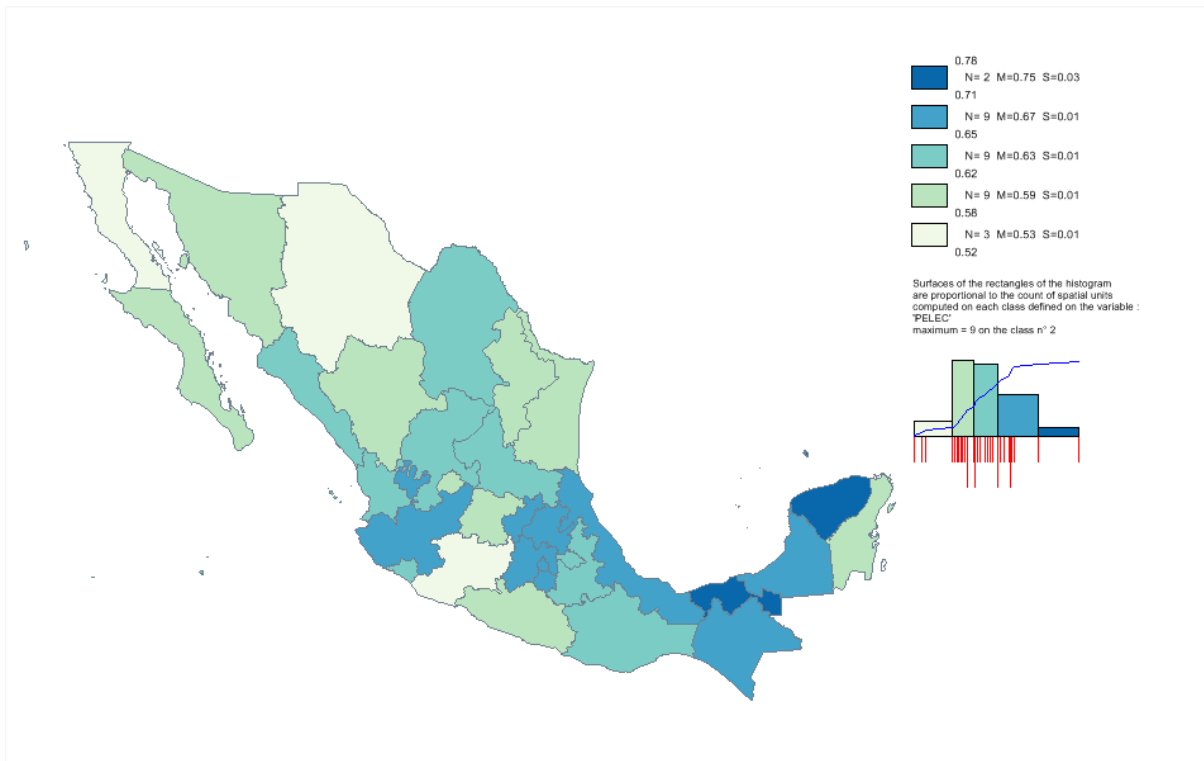 0.78
N= 2 M=0.75 S=0.03
0.71
N= 9 M=0.67 S=0.01
0.65
N= 9 M=0.63 S=0.01
0.62
N= 9 M=0.59 S=0.01
0.58
N= 3 M=0.53 S=0.01
0.52
Surfaces of the rectangles of the histogram
are proportional to the count of spatial units
computed on each class defined on the variable :
'PELEC'
maximum = 9 on the class n° 2